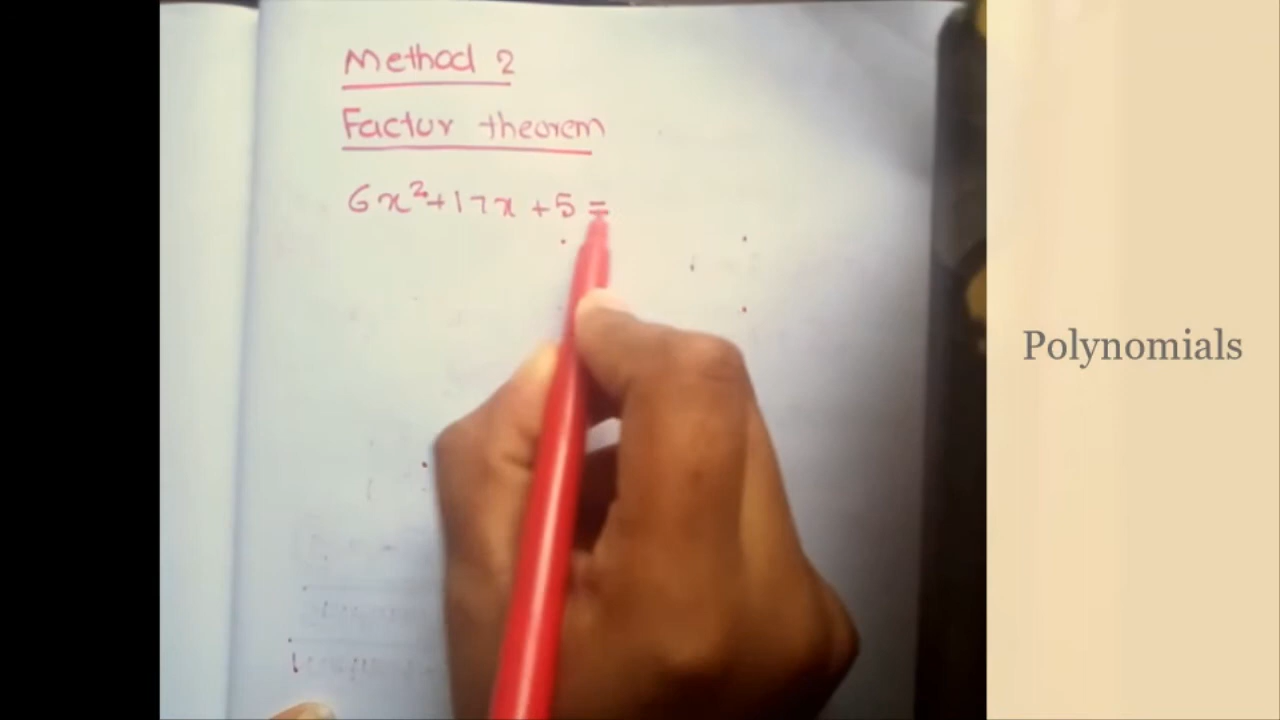 Method 2
Factor theorem
6x²+17x+5=
Polynomials